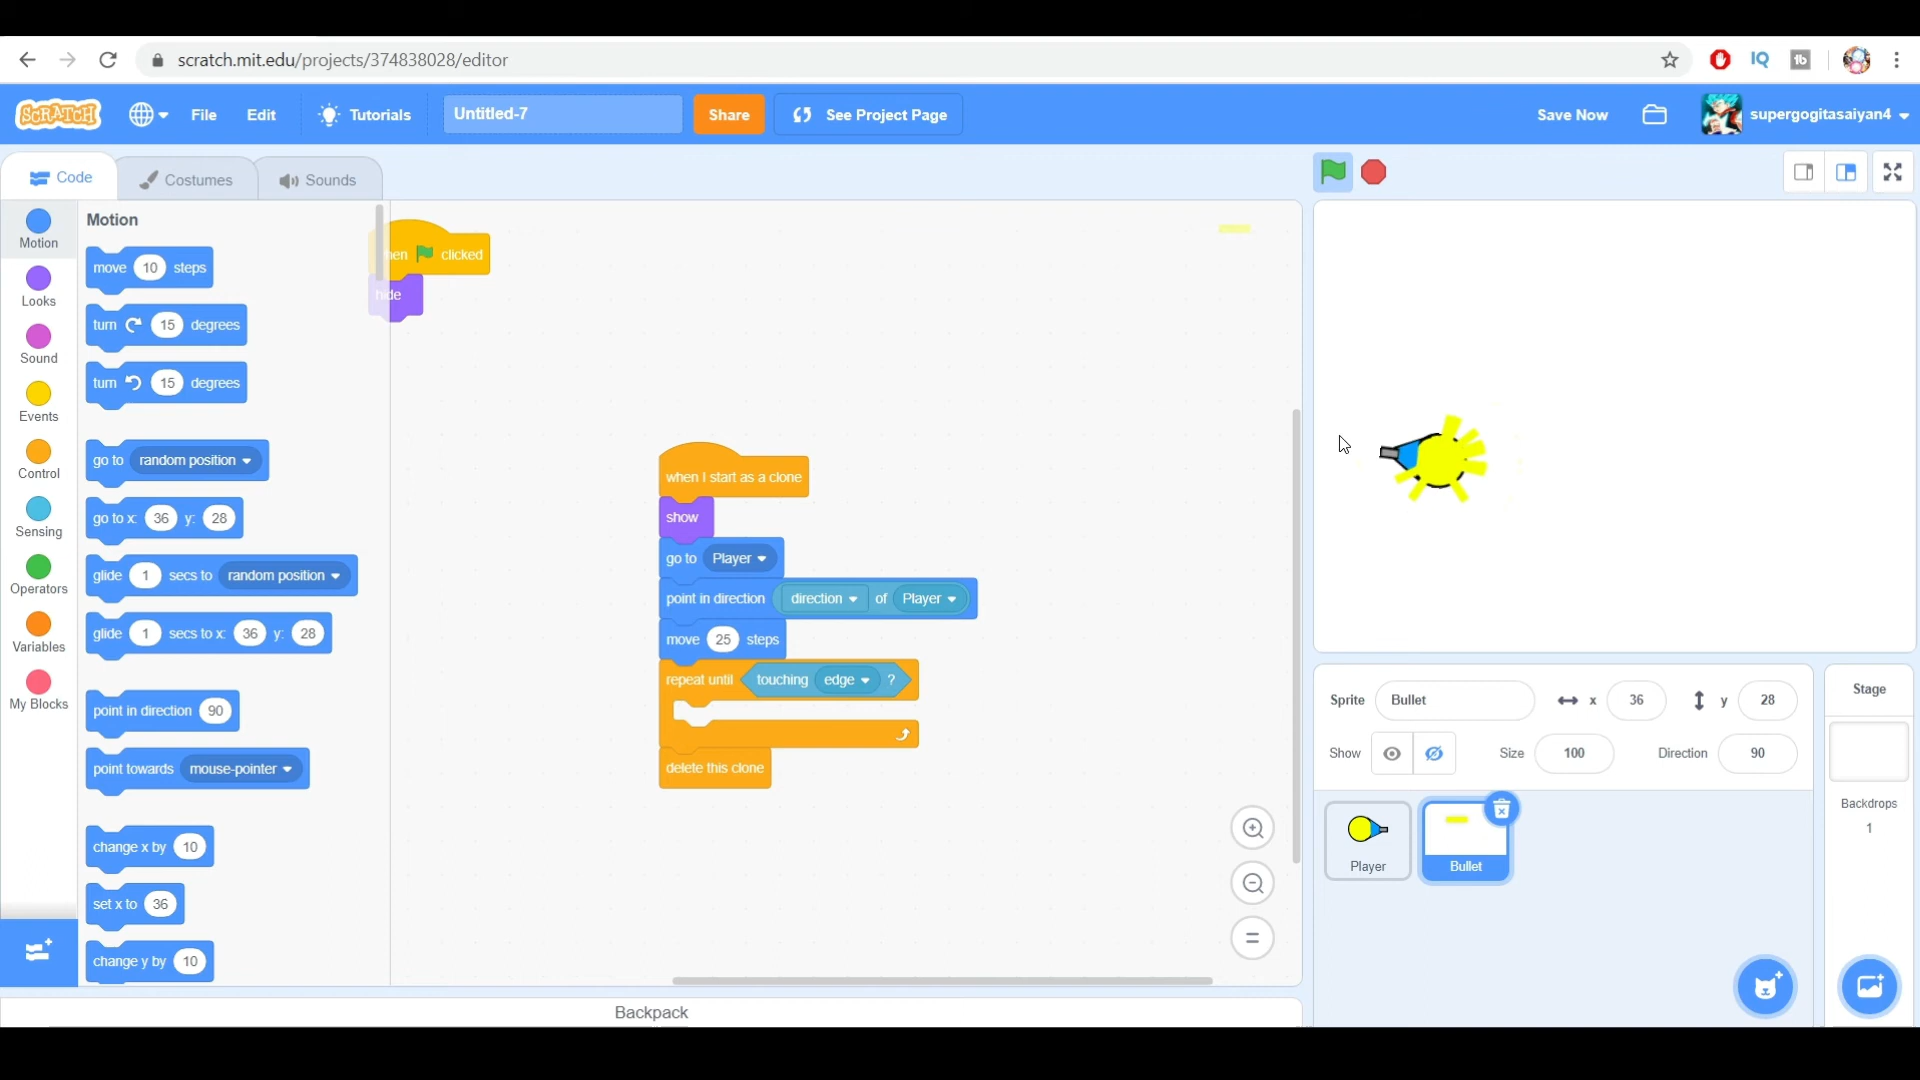 scratch.mit.edu/projects/374838028/editor
IQ
tb
SCRATCH
File
Edit
Tutorials
Untitled-7
Share
See Project Page
Save Now
supergogitasaiyan4
Code
Costumes
Sounds
Motion
Looks
Sound
Events
Control
Sensing
Operators
Variables
My Blocks
Motion
move 10 steps
turn 15 degrees
turn 15 degrees
go to random position
go to x: 36 y: 28
glide 1 secs to random position
glide 1 secs to x: 36 y: 28
point in direction 90
point towards mouse-pointer
change x by 10
set x to 36
change y by 10
clicked
hide
when I start as a clone
show
go to Player
point in direction direction of Player
move 25 steps
repeat until touching edge ?
delete this clone
Backpack
Sprite Bullet x 36 y 28
Show Size 100 Direction 90
Player
Bullet
Stage
Backdrops
1